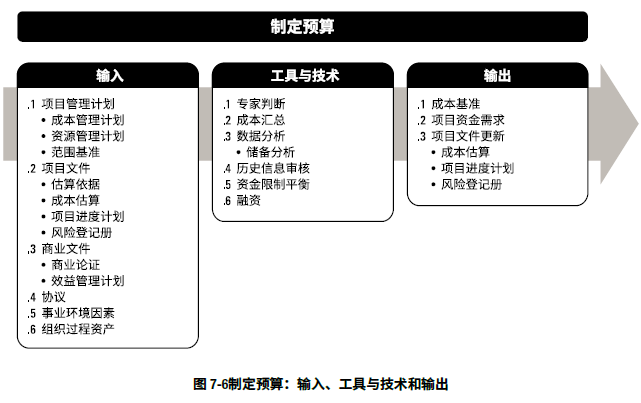 制定预算
输入
.1 项目管理计划
• 成本管理计划
• 资源管理计划
• 范围基准
.2 项目文件
• 估算依据
• 成本估算
• 项目进度计划
• 风险登记册
.3 商业文件
• 商业论证
• 效益管理计划
.4 协议
.5 事业环境因素
.6 组织过程资产
工具与技术
.1 专家判断
.2 成本汇总
.3 数据分析
• 储备分析
.4 历史信息审核
.5 资金限制平衡
.6 融资
输出
.1 成本基准
.2 项目资金需求
.3 项目文件更新
• 成本估算
• 项目进度计划
• 风险登记册
图 7-6制定预算：输入、工具与技术和输出